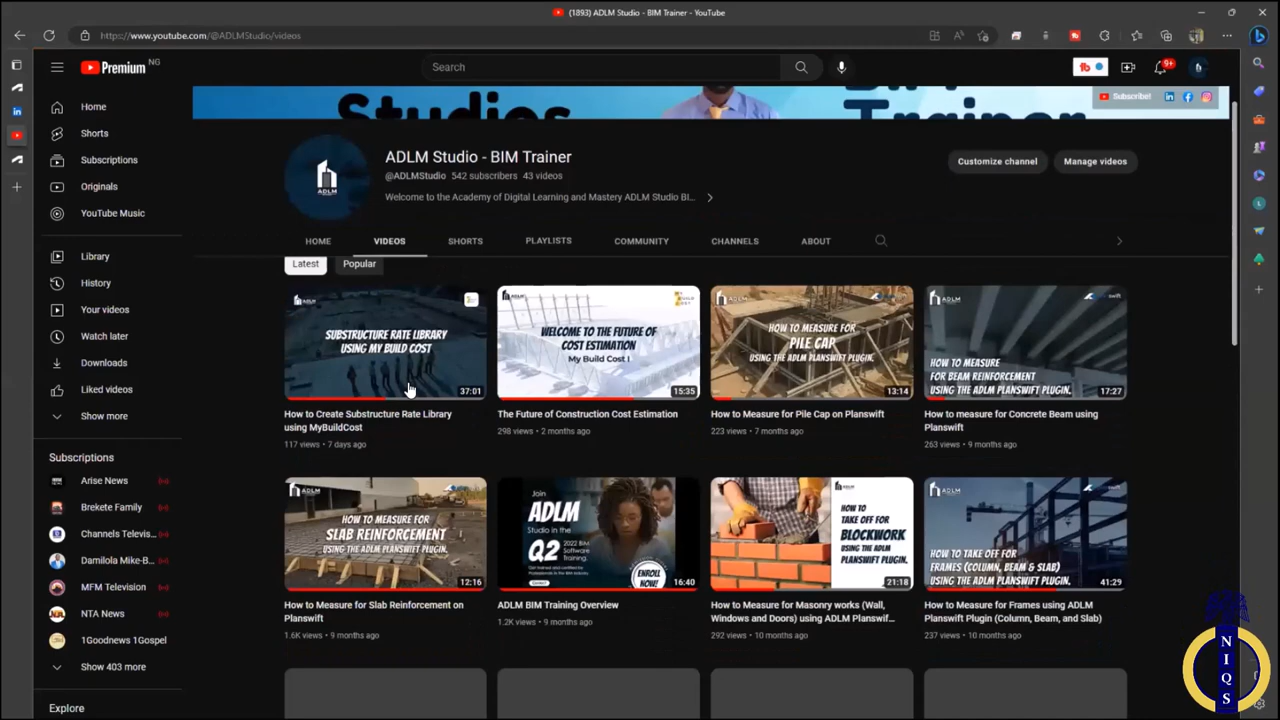 (1893) ADLM Studio - BIM Trainer - YouTube
https://www.youtube.com/@ADLMStudio/videos
Premium NG
Search
9+
Home
Shorts
Subscriptions
Originals
YouTube Music
Library
History
Your videos
Watch later
Downloads
Liked videos
Show more
Subscriptions
Arise News
Brekete Family
Channels Televis...
Damilola Mike-B...
MFM Television
NTA News
1Goodnews 1Gospel
Show 403 more
Explore
Studios
BIM
Trainer
Subscribe!
ADLM
ADLM Studio - BIM Trainer
@ADLMStudio 542 subscribers 43 videos
Welcome to the Academy of Digital Learning and Mastery ADLM Studio BI...
Customize channel
Manage videos
HOME
VIDEOS
SHORTS
PLAYLISTS
COMMUNITY
CHANNELS
ABOUT
Latest
Popular
SUBSTRUCTURE RATE LIBRARY
USING MY BUILD COST
37:01
How to Create Substructure Rate Library
using MyBuildCost
117 views • 7 days ago
WELCOME TO THE FUTURE OF
COST ESTIMATION
My Build Cost I
15:35
The Future of Construction Cost Estimation
298 views • 2 months ago
HOW TO MEASURE FOR
PILE CAP
USING THE ADLM PLANSWIFT PLUGIN.
13:14
How to Measure for Pile Cap on Planswift
223 views • 7 months ago
HOW TO MEASURE
FOR BEAM REINFORCEMENT
USING THE ADLM PLANSWIFT PLUGIN.
17:27
How to measure for Concrete Beam using
Planswift
263 views • 9 months ago
HOW TO MEASURE FOR
SLAB REINFORCEMENT
USING THE ADLM PLANSWIFT PLUGIN.
12:16
How to Measure for Slab Reinforcement on
Planswift
1.6K views • 9 months ago
Join
ADLM
Studio in the
Q2
2022 BIM
Software
Training.
ENROLL
NOW!
16:40
ADLM BIM Training Overview
1.2K views • 9 months ago
HOW TO
TAKE OFF FOR
BLOCKWORK
USING THE ADLM
PLANSWIFT PLUGIN.
21:18
How to Measure for Masonry works (Wall,
Windows and Doors) using ADLM Planswif...
292 views • 10 months ago
HOW TO TAKE OFF FOR
FRAMES (COLUMN, BEAM & SLAB)
USING THE ADLM PLANSWIFT PLUGIN.
41:29
How to Measure for Frames using ADLM
Planswift Plugin (Column, Beam, and Slab)
237 views • 10 months ago
N
I
Q
S